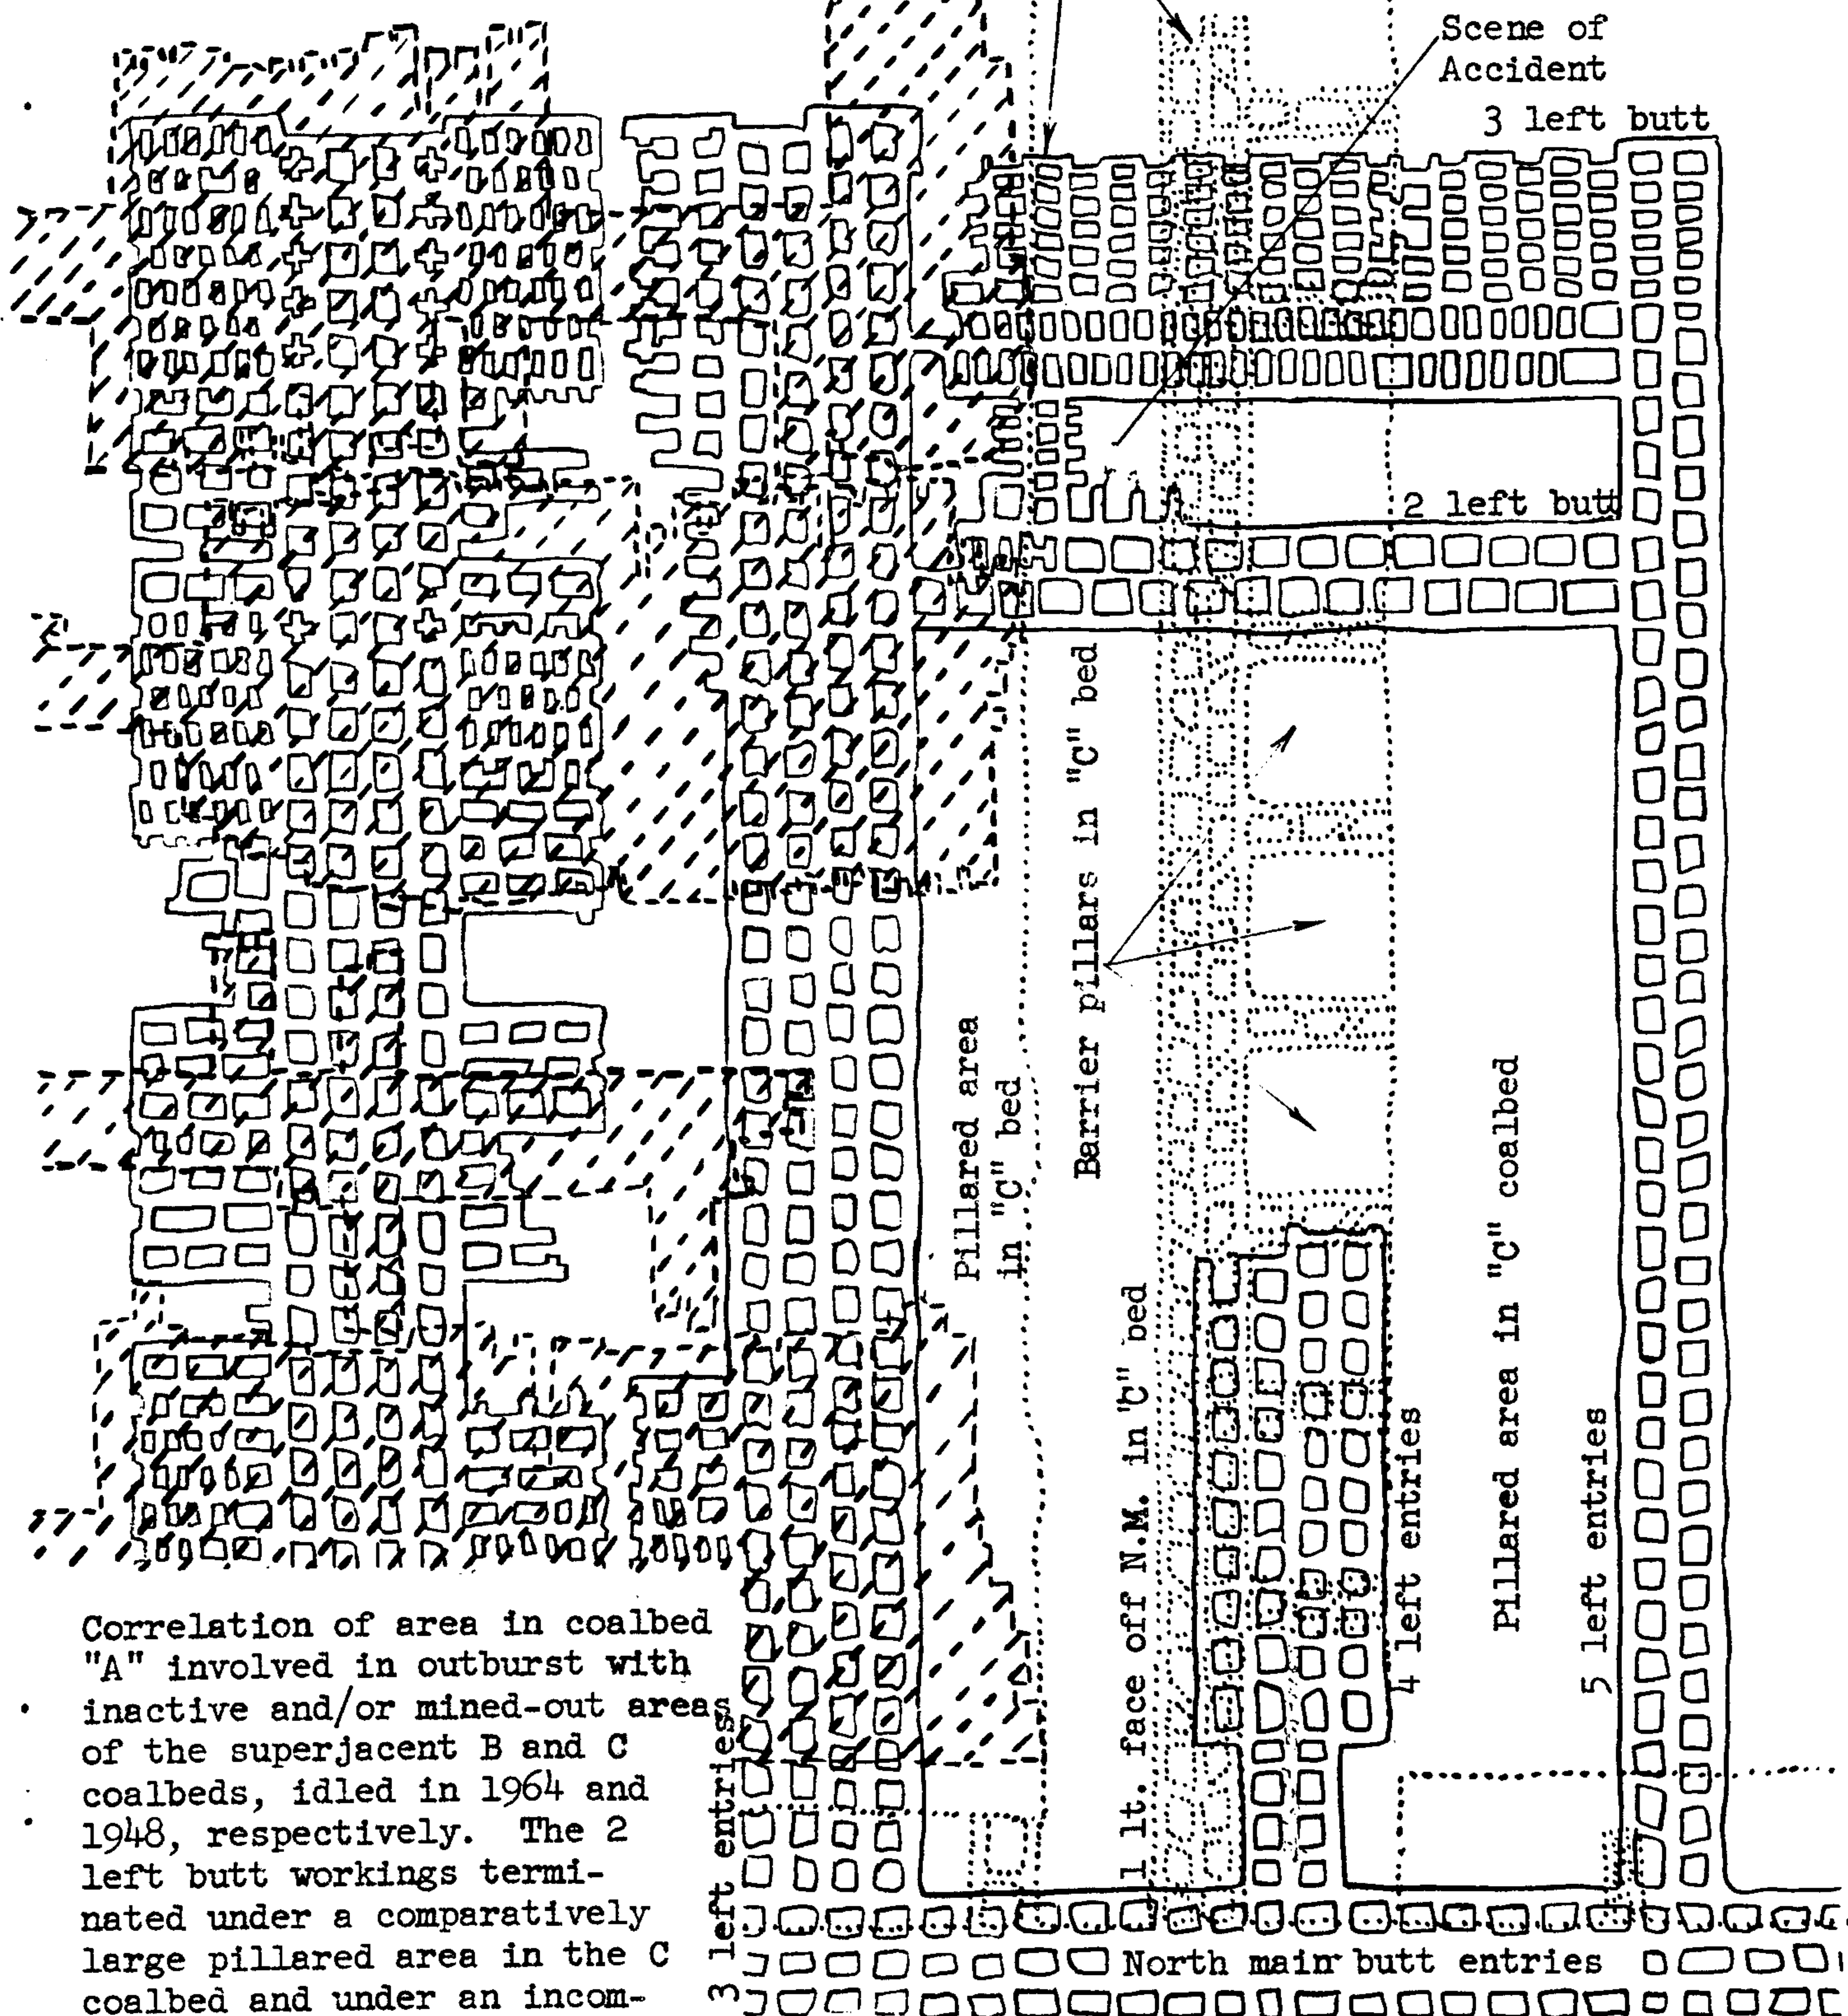 Scene of
Accident
3 left butt
2 left butt
Barrier pillars in "C" bed
Pillared area
in "C" bed
Pillared area in "C" coalbed
1 lt. face off N.M. in "C" bed
4 left entries
5 left entries
3 left entries
North main butt entries
Correlation of area in coalbed
"A" involved in outburst with
inactive and/or mined-out areas
of the superjacent B and C
coalbeds, idled in 1964 and
1948, respectively. The 2
left butt workings termi-
nated under a comparatively
large pillared area in the C
coalbed and under an incom-